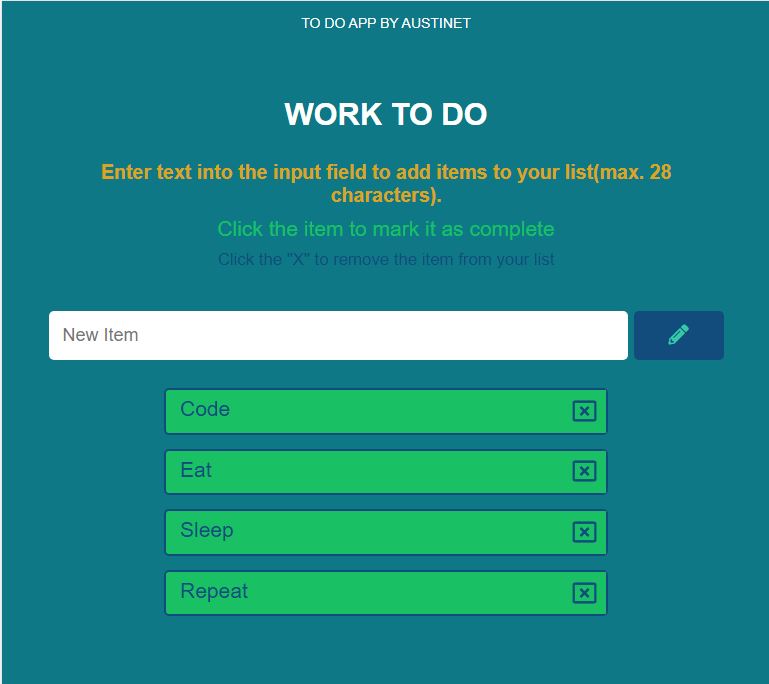 TO DO APP BY AUSTINET
WORK TO DO
Enter text into the input field to add items to your list(max. 28
characters).
Click the item to mark it as complete
Click the "X" to remove the item from your list
New Item
Code
Eat
Sleep
Repeat